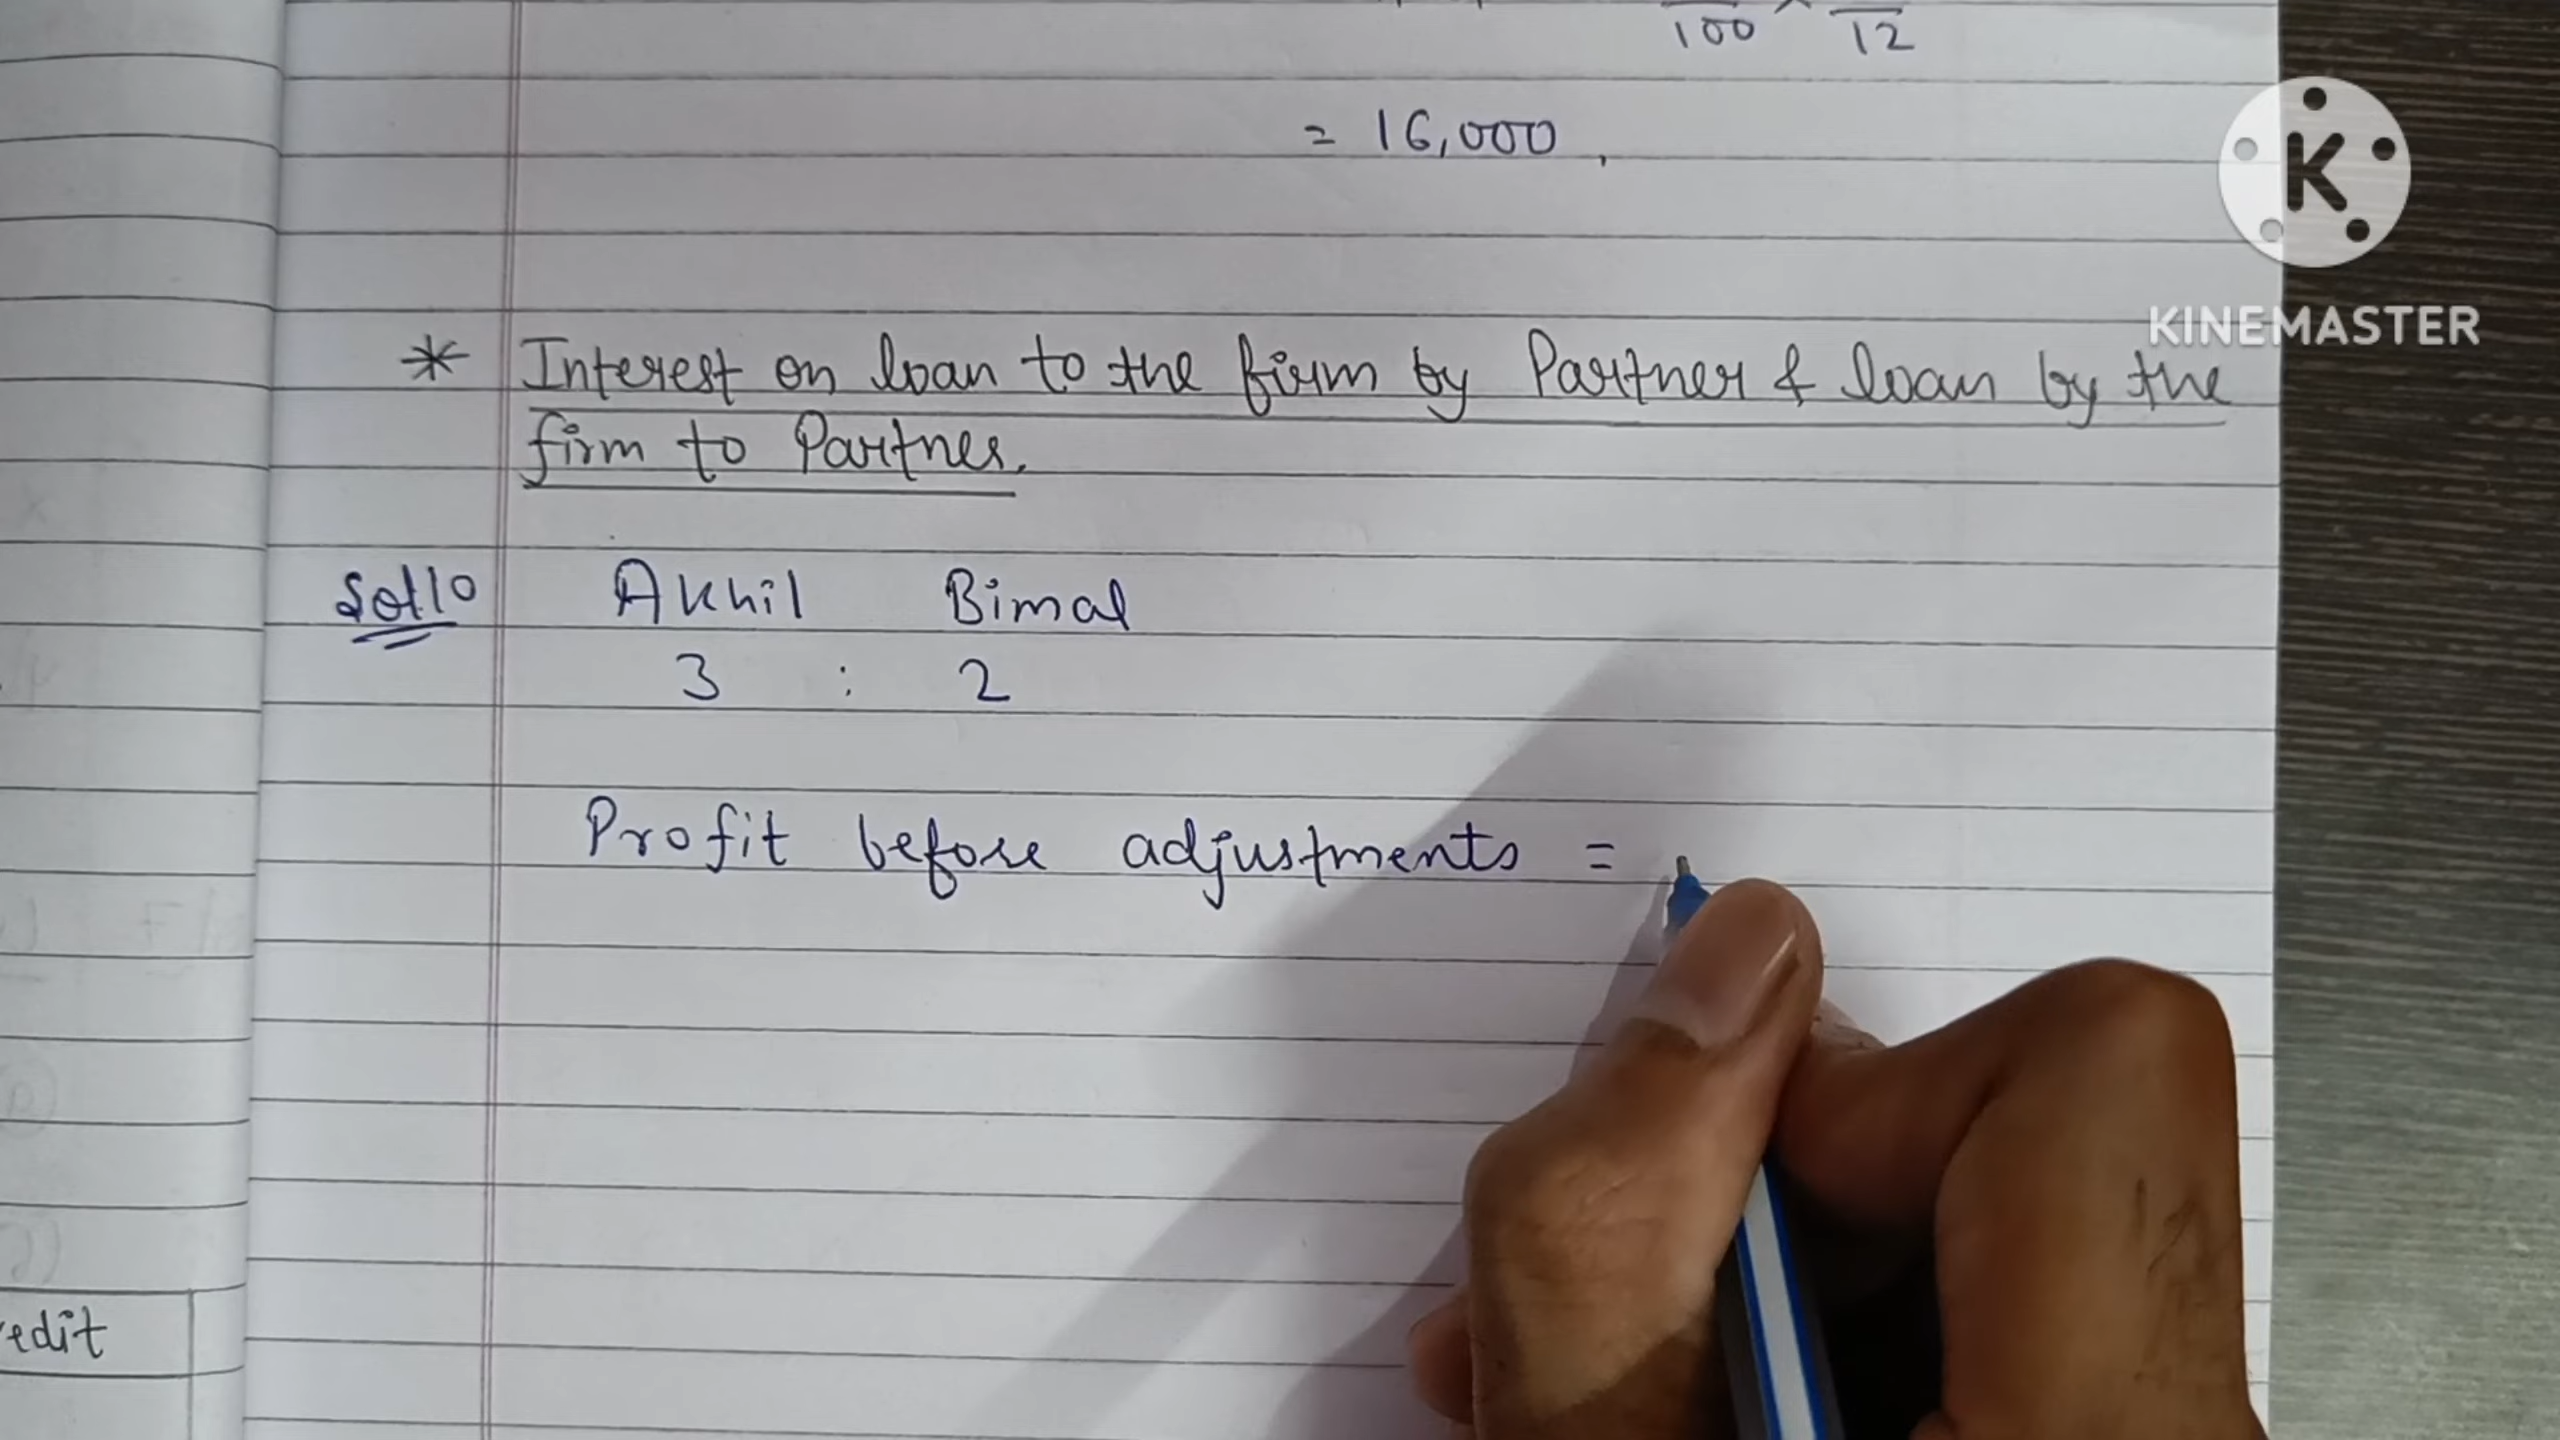 100 × 12
= 16,000
K
KINEMASTER
* Interest on loan to the firm by Partner & loan by the
firm to Partner.
Sol10 Akhil Bimal
3 : 2
Profit before adjustments =
edit